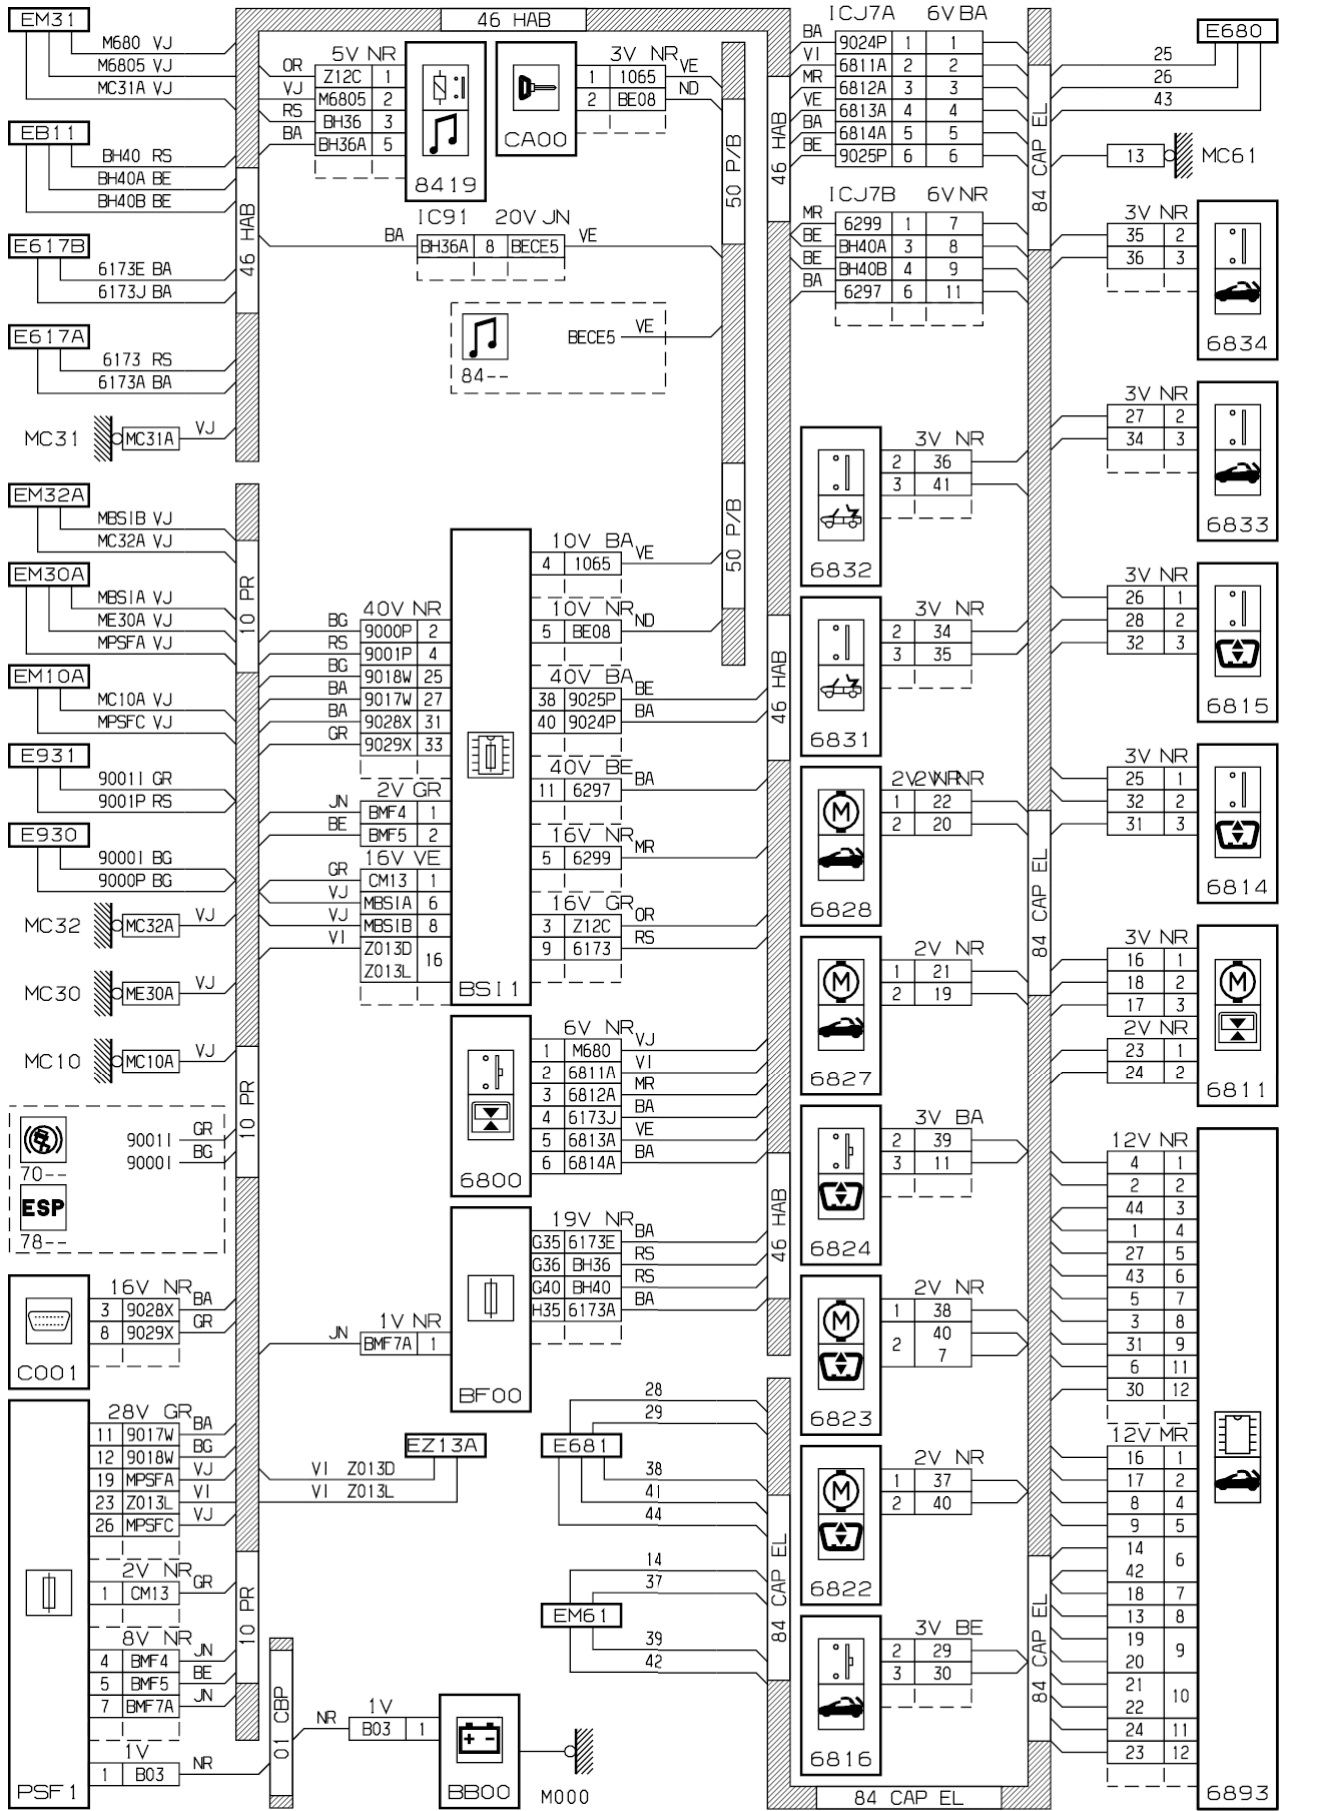 46 HAB
EM31
M680 VJ
M6805 VJ
MC31A VJ
EB11
BH40 RS
BH40A BE
BH40B BE
E617B
6173E BA
6173J BA
E617A
6173 RS
6173A BA
MC31
MC31A
VJ
46 HAB
EM32A
MBSIB VJ
MC32A VJ
EM30A
MBSIA VJ
ME30A VJ
MPSFA VJ
EM10A
MC10A VJ
MPSFC VJ
E931
9001I GR
9001P RS
E930
9000I BG
9000P BG
MC32
MC32A
VJ
MC30
ME30A
VJ
MC10
MC10A
VJ
10 PR
10 PR
10 PR
70--
9001I GR
9000I BG
ESP
78--
C001
16V NR
3 9028X BA
8 9029X GR
PSF1
28V GR
11 9017W BA
12 9018W BG
19 MPSFA VJ
23 Z013L VI
26 MPSFC VJ
2V NR
1 CM13 GR
8V NR
4 BMF4 JN
5 BMF5 BE
7 BMF7A JN
1V
1 B03 NR
5V NR
OR Z12C 1
VJ M6805 2
RS BH36 3
BA BH36A 5
8419
CA00
3V NR
1 1065 VE
2 BE08 ND
IC91 20V JN
BA BH36A 8 BECE5 VE
84--
BECE5 VE
50 P/B
50 P/B
40V NR
BG 9000P 2
RS 9001P 4
BG 9018W 25
BA 9017W 27
BA 9028X 31
GR 9029X 33
2V GR
JN BMF4 1
BE BMF5 2
16V VE
GR CM13 1
VJ MBSIA 6
VJ MBSIB 8
VI Z013D
Z013L 16
BSI1
10V BA
4 1065 VE
10V NR
5 BE08 ND
40V BA
38 9025P BE
40 9024P BA
40V BE
11 6297 BA
16V NR
5 6299 MR
16V GR
3 Z12C OR
9 6173 RS
6800
6V NR
1 M680 VJ
2 6811A VI
3 6812A MR
4 6173J BA
5 6813A VE
6 6814A BA
BF00
19V NR
G35 6173E BA
G36 BH36 RS
G40 BH40 RS
H35 6173A BA
1V NR
JN BMF7A 1
EZ13A
VI Z013D
VI Z013L
E681
28
29
38
41
44
EM61
14
37
39
42
01 CBP
1V
NR B03 1
BB00
M000
46 HAB
46 HAB
46 HAB
84 CAP EL
ICJ7A 6V BA
BA 9024P 1 1
VI 6811A 2 2
MR 6812A 3 3
VE 6813A 4 4
BA 6814A 5 5
BE 9025P 6 6
ICJ7B 6V NR
MR 6299 1 7
BE BH40A 3 8
BE BH40B 4 9
BA 6297 6 11
6832
3V NR
2 36
3 41
6831
3V NR
2 34
3 35
6828
2V NR
2V NR
1 22
2 20
6827
2V NR
1 21
2 19
6824
3V BA
2 39
3 11
6823
2V NR
1 38
2 40
7
6822
2V NR
1 37
2 40
6816
3V BE
2 29
3 30
84 CAP EL
84 CAP EL
84 CAP EL
84 CAP EL
E680
25
26
43
13
MC61
3V NR
35 2
36 3
6834
3V NR
27 2
34 3
6833
3V NR
26 1
28 2
32 3
6815
3V NR
25 1
32 2
31 3
6814
3V NR
16 1
18 2
17 3
2V NR
23 1
24 2
6811
12V NR
4 1
2 2
44 3
1 4
27 5
43 6
5 7
3 8
31 9
6 11
30 12
12V MR
16 1
17 2
8 4
9 5
14
42 6
18 7
13 8
19
20 9
21
22 10
24 11
23 12
6893